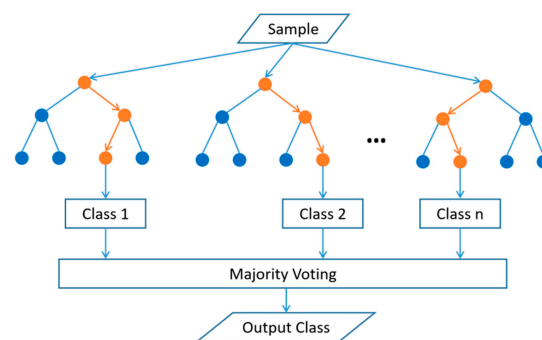 Sample
...
Class 1
Class 2
Class n
Majority Voting
Output Class